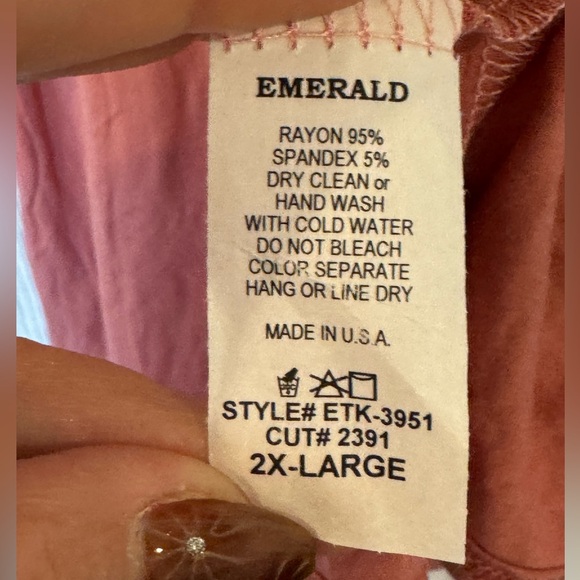 EMERALD
RAYON 95%
SPANDEX 5%
DRY CLEAN or
HAND WASH
WITH COLD WATER
DO NOT BLEACH
COLOR SEPARATE
HANG OR LINE DRY
MADE IN U.S.A.
STYLE# ETK-3951
CUT# 2391
2X-LARGE